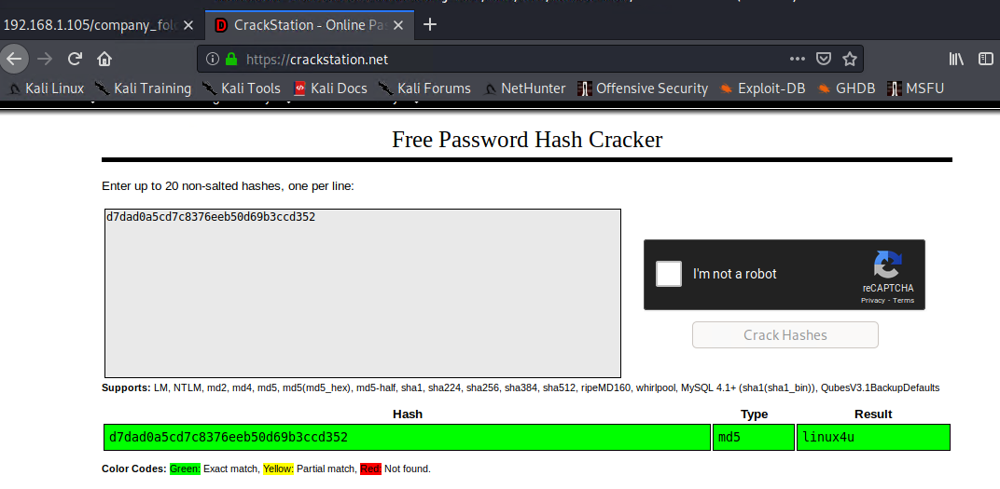 192.168.1.105/company_fol
CrackStation - Online Pas
https://crackstation.net
Kali Linux Kali Training Kali Tools Kali Docs Kali Forums NetHunter Offensive Security Exploit-DB GHDB MSFU
Free Password Hash Cracker
Enter up to 20 non-salted hashes, one per line:
d7dad0a5cd7c8376eeb50d69b3ccd352
I'm not a robot
reCAPTCHA
Privacy - Terms
Crack Hashes
Supports: LM, NTLM, md2, md4, md5, md5(md5_hex), md5-half, sha1, sha224, sha256, sha384, sha512, ripeMD160, whirlpool, MySQL 4.1+ (sha1(sha1_bin)), QubesV3.1BackupDefaults
Hash Type Result
d7dad0a5cd7c8376eeb50d69b3ccd352 md5 linux4u
Color Codes: Green: Exact match, Yellow: Partial match, Red: Not found.